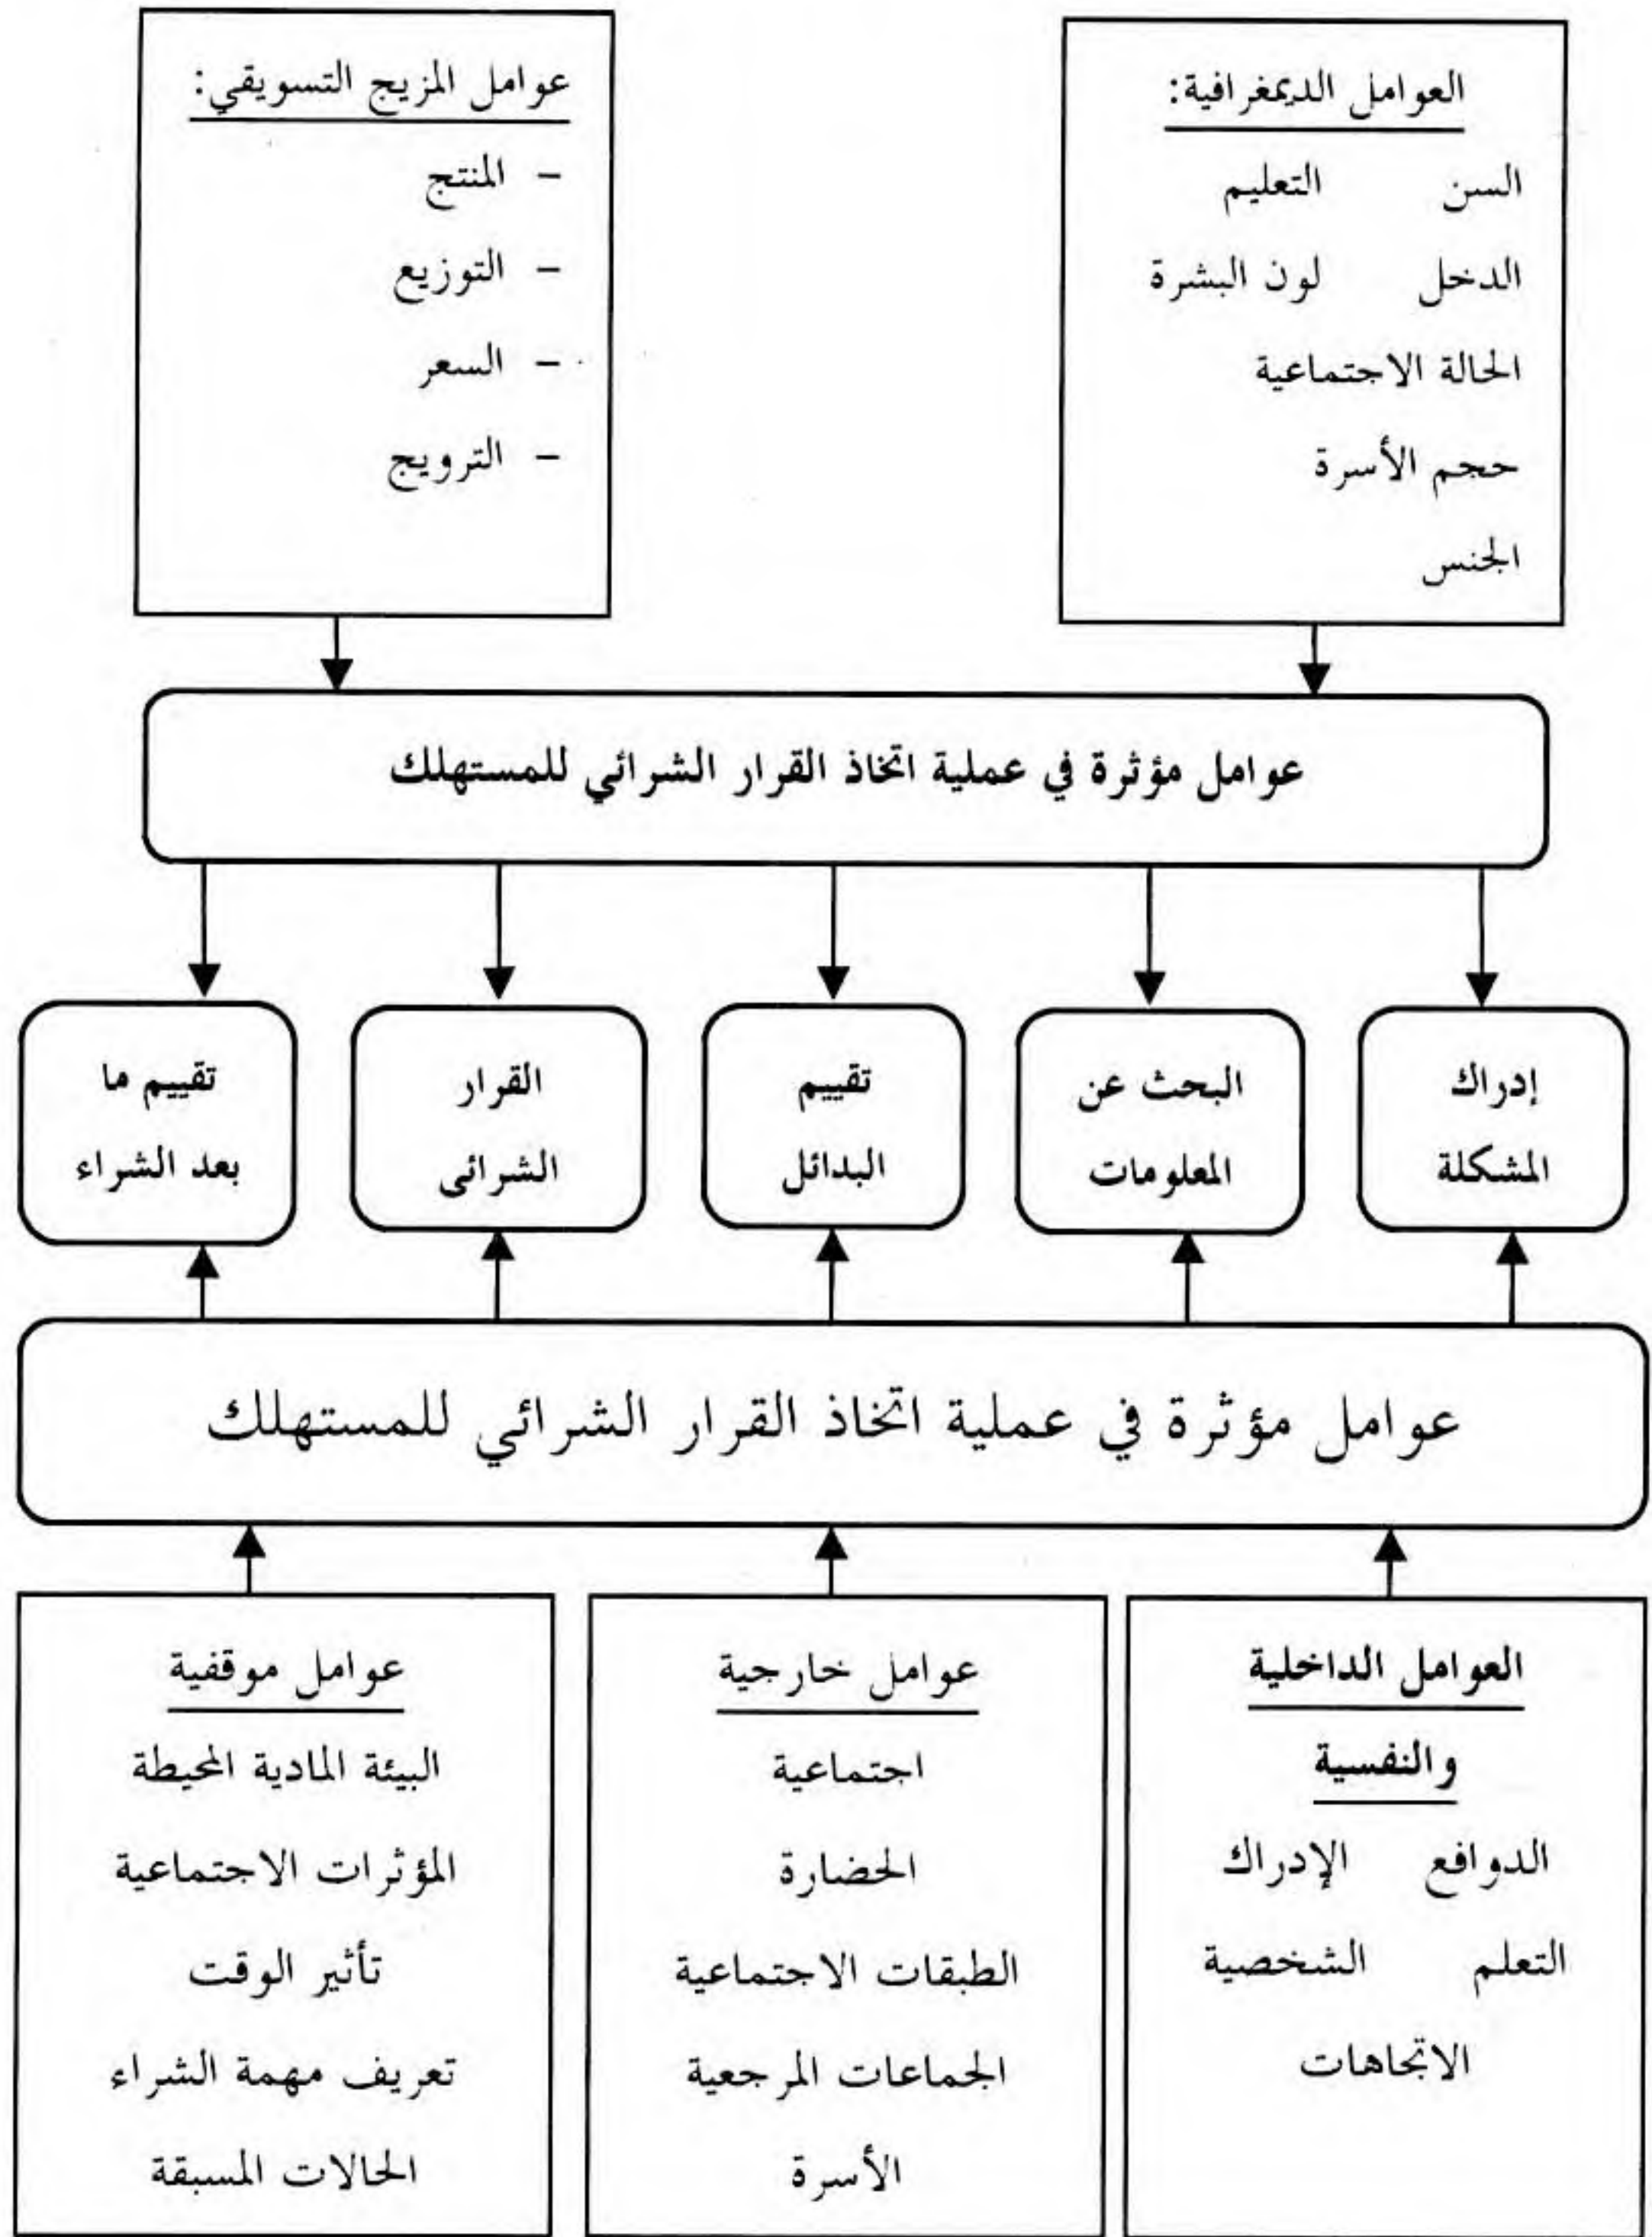 العوامل الديمغرافية:
السن التعليم
الدخل لون البشرة
الحالة الاجتماعية
حجم الأسرة
الجنس
عوامل المزيج التسويقي:
- المنتج
- التوزيع
- السعر
- الترويج
عوامل مؤثرة في عملية اتخاذ القرار الشرائي للمستهلك
إدراك
المشكلة
البحث عن
المعلومات
تقييم
البدائل
القرار
الشرائى
تقييم ما
بعد الشراء
عوامل مؤثرة في عملية اتخاذ القرار الشرائي للمستهلك
العوامل الداخلية
والنفسية
الدوافع الإدراك
التعلم الشخصية
الاتجاهات
عوامل خارجية
اجتماعية
الحضارة
الطبقات الاجتماعية
الجماعات المرجعية
الأسرة
عوامل موقفية
البيئة المادية المحيطة
المؤثرات الاجتماعية
تأثير الوقت
تعريف مهمة الشراء
الحالات المسبقة